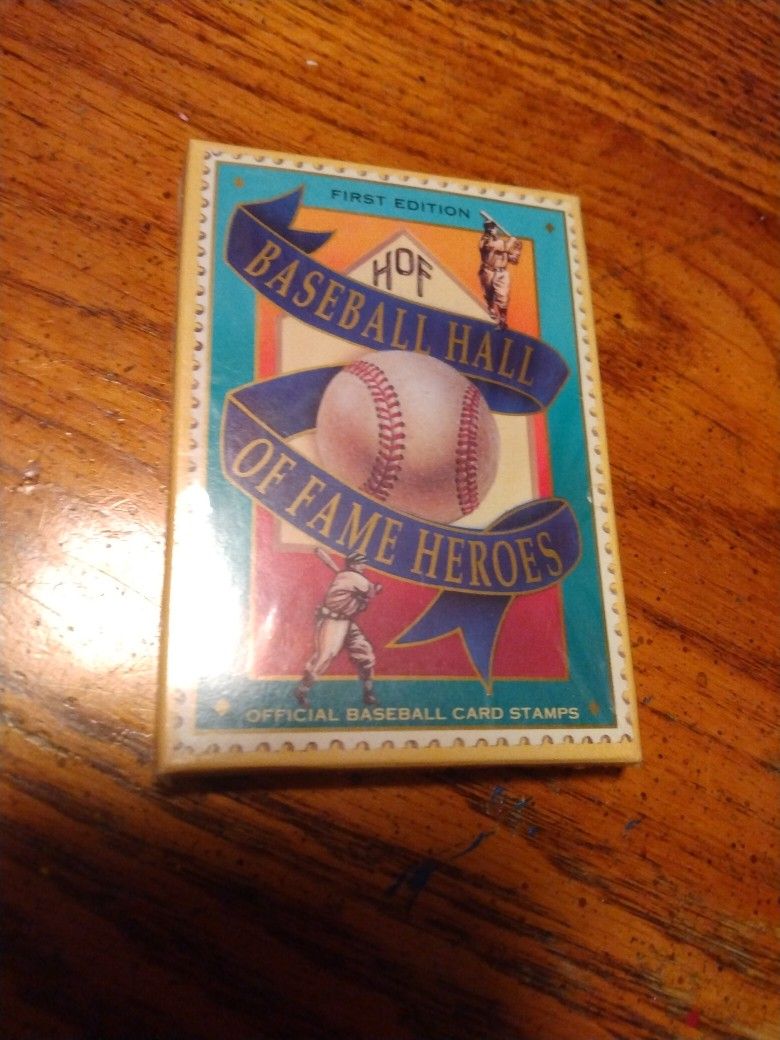 FIRST EDITION
HOF
BASEBALL HALL
OF FAME HEROES
OFFICIAL BASEBALL CARD STAMPS